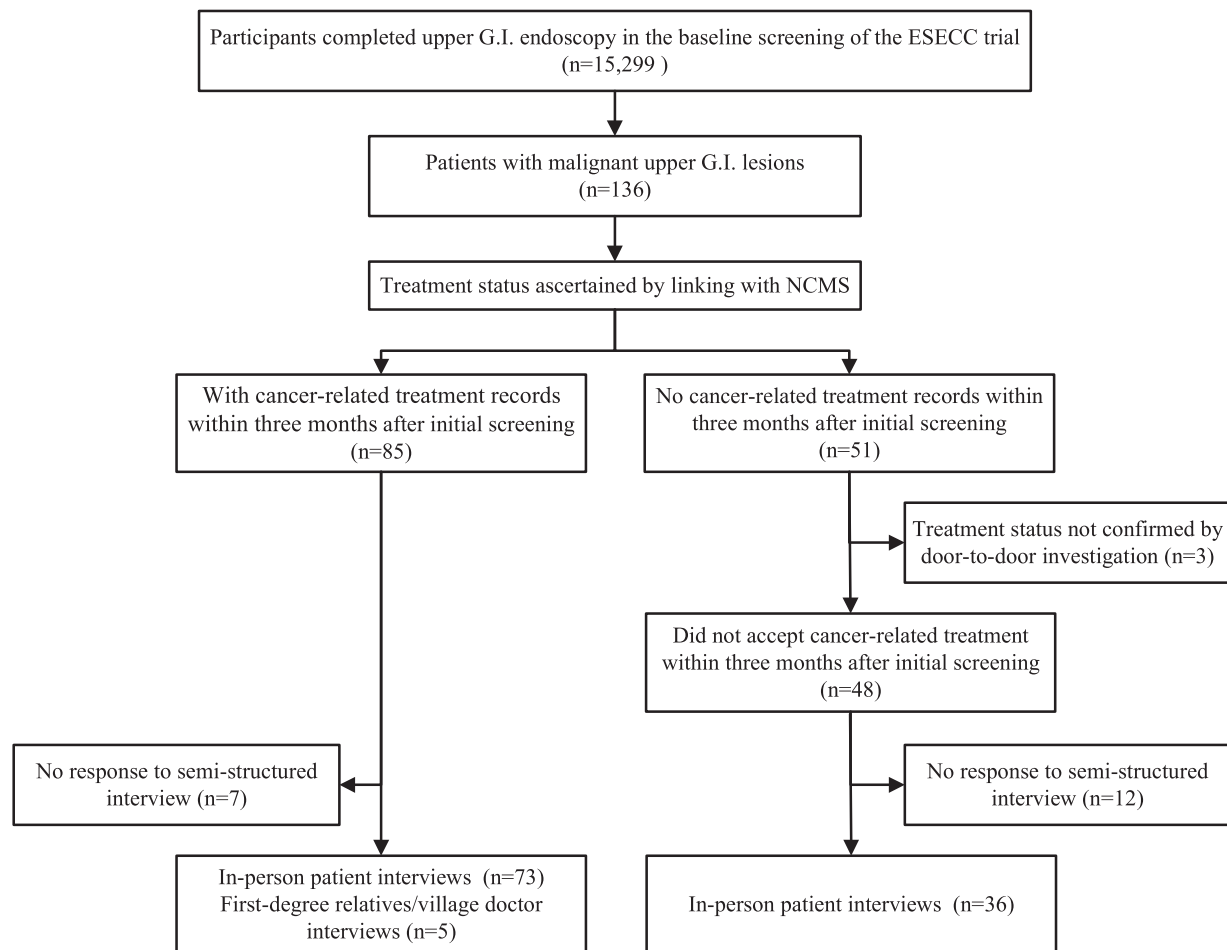 Participants completed upper G.I. endoscopy in the baseline screening of the ESECC trial
(n=15,299 )
Patients with malignant upper G.I. lesions
(n=136)
Treatment status ascertained by linking with NCMS
With cancer-related treatment records
within three months after initial screening
(n=85)
No cancer-related treatment records within
three months after initial screening
(n=51)
Treatment status not confirmed by
door-to-door investigation (n=3)
Did not accept cancer-related treatment
within three months after initial screening
(n=48)
No response to semi-structured
interview (n=7)
No response to semi-structured
interview (n=12)
In-person patient interviews  (n=73)
First-degree relatives/village doctor
interviews (n=5)
In-person patient interviews  (n=36)